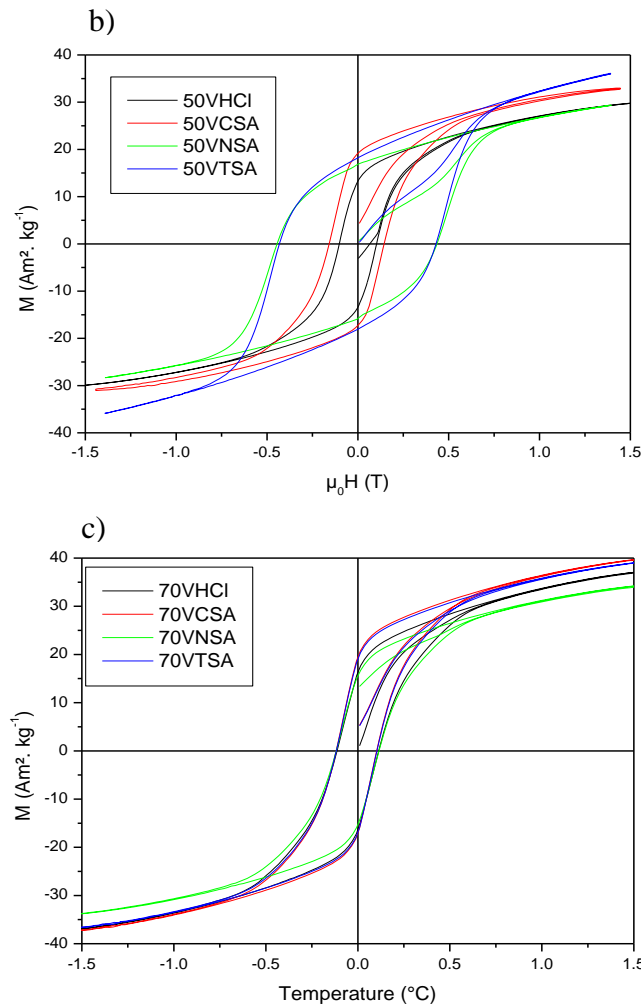 b)
40
30
20
10
0
-10
-20
-30
-40
M (Am². kg⁻¹)
50VHCl
50VCSA
50VNSA
50VTSA
-1.5 -1.0 -0.5 0.0 0.5 1.0 1.5
µ₀H (T)
c)
40
30
20
10
0
-10
-20
-30
-40
M (Am². kg⁻¹)
70VHCl
70VCSA
70VNSA
70VTSA
-1.5 -1.0 -0.5 0.0 0.5 1.0 1.5
Temperature (°C)